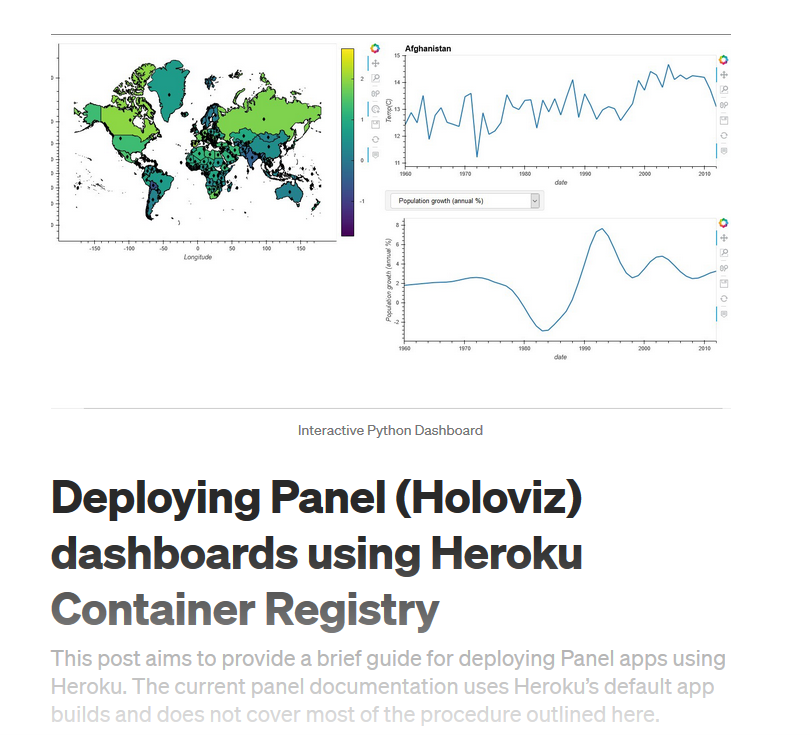 Afghanistan
15
14
13
12
11
Temp(C)
1960
1970
1980
1990
2000
2010
date
2
1
0
-1
-150
-100
-50
0
50
100
150
Longitude
Population growth (annual %)
8
6
4
2
0
-2
Population growth (annual %)
1960
1970
1980
1990
2000
2010
date
Interactive Python Dashboard
Deploying Panel (Holoviz)
dashboards using Heroku
Container Registry
This post aims to provide a brief guide for deploying Panel apps using
Heroku. The current panel documentation uses Heroku’s default app
builds and does not cover most of the procedure outlined here.